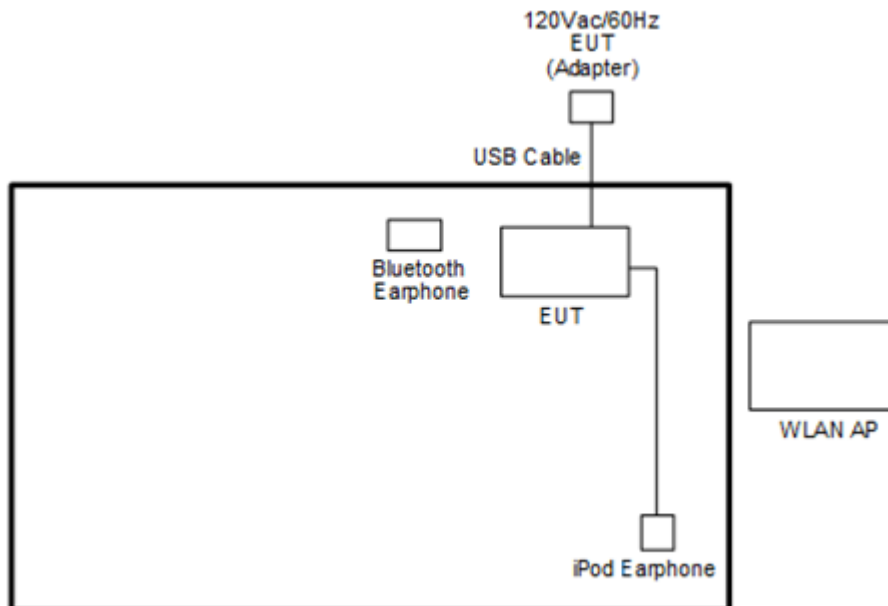 120Vac/60Hz
EUT
(Adapter)
USB Cable
Bluetooth
Earphone
EUT
WLAN AP
iPod Earphone